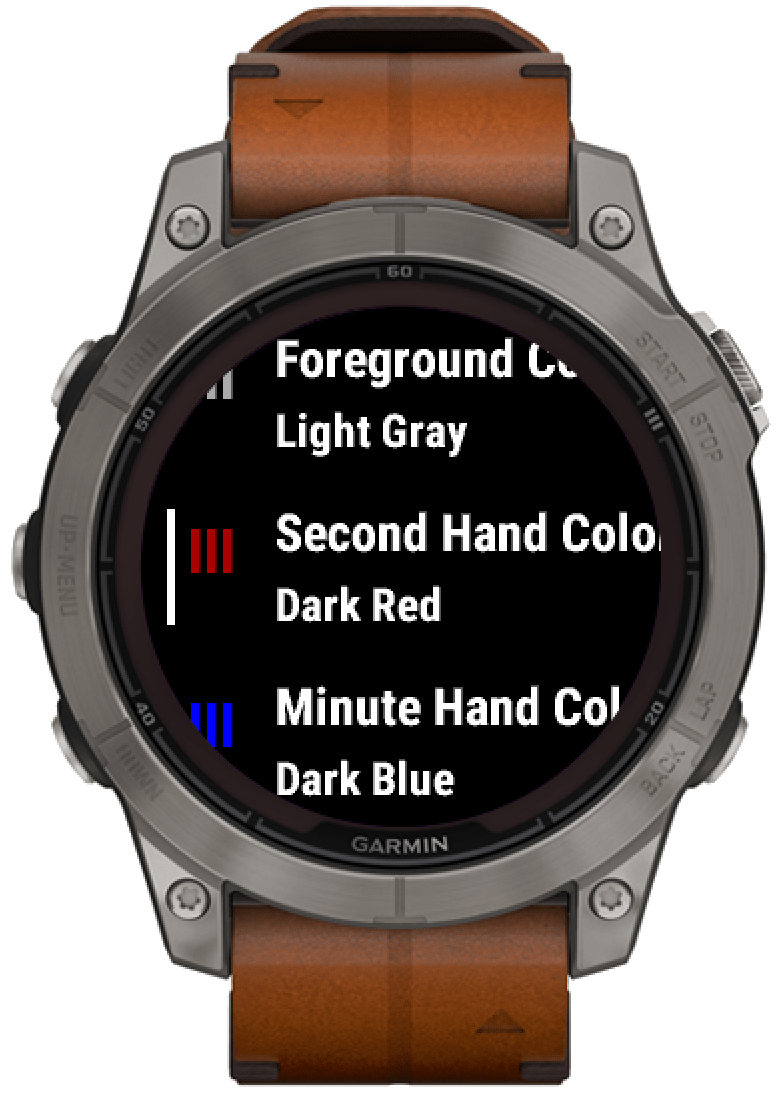 60
LIGHT
START
50
STOP
Foreground Co
Light Gray
Second Hand Color
Dark Red
UP·MENU
Minute Hand Col
Dark Blue
40
20
LAP
DOWN
BACK
GARMIN